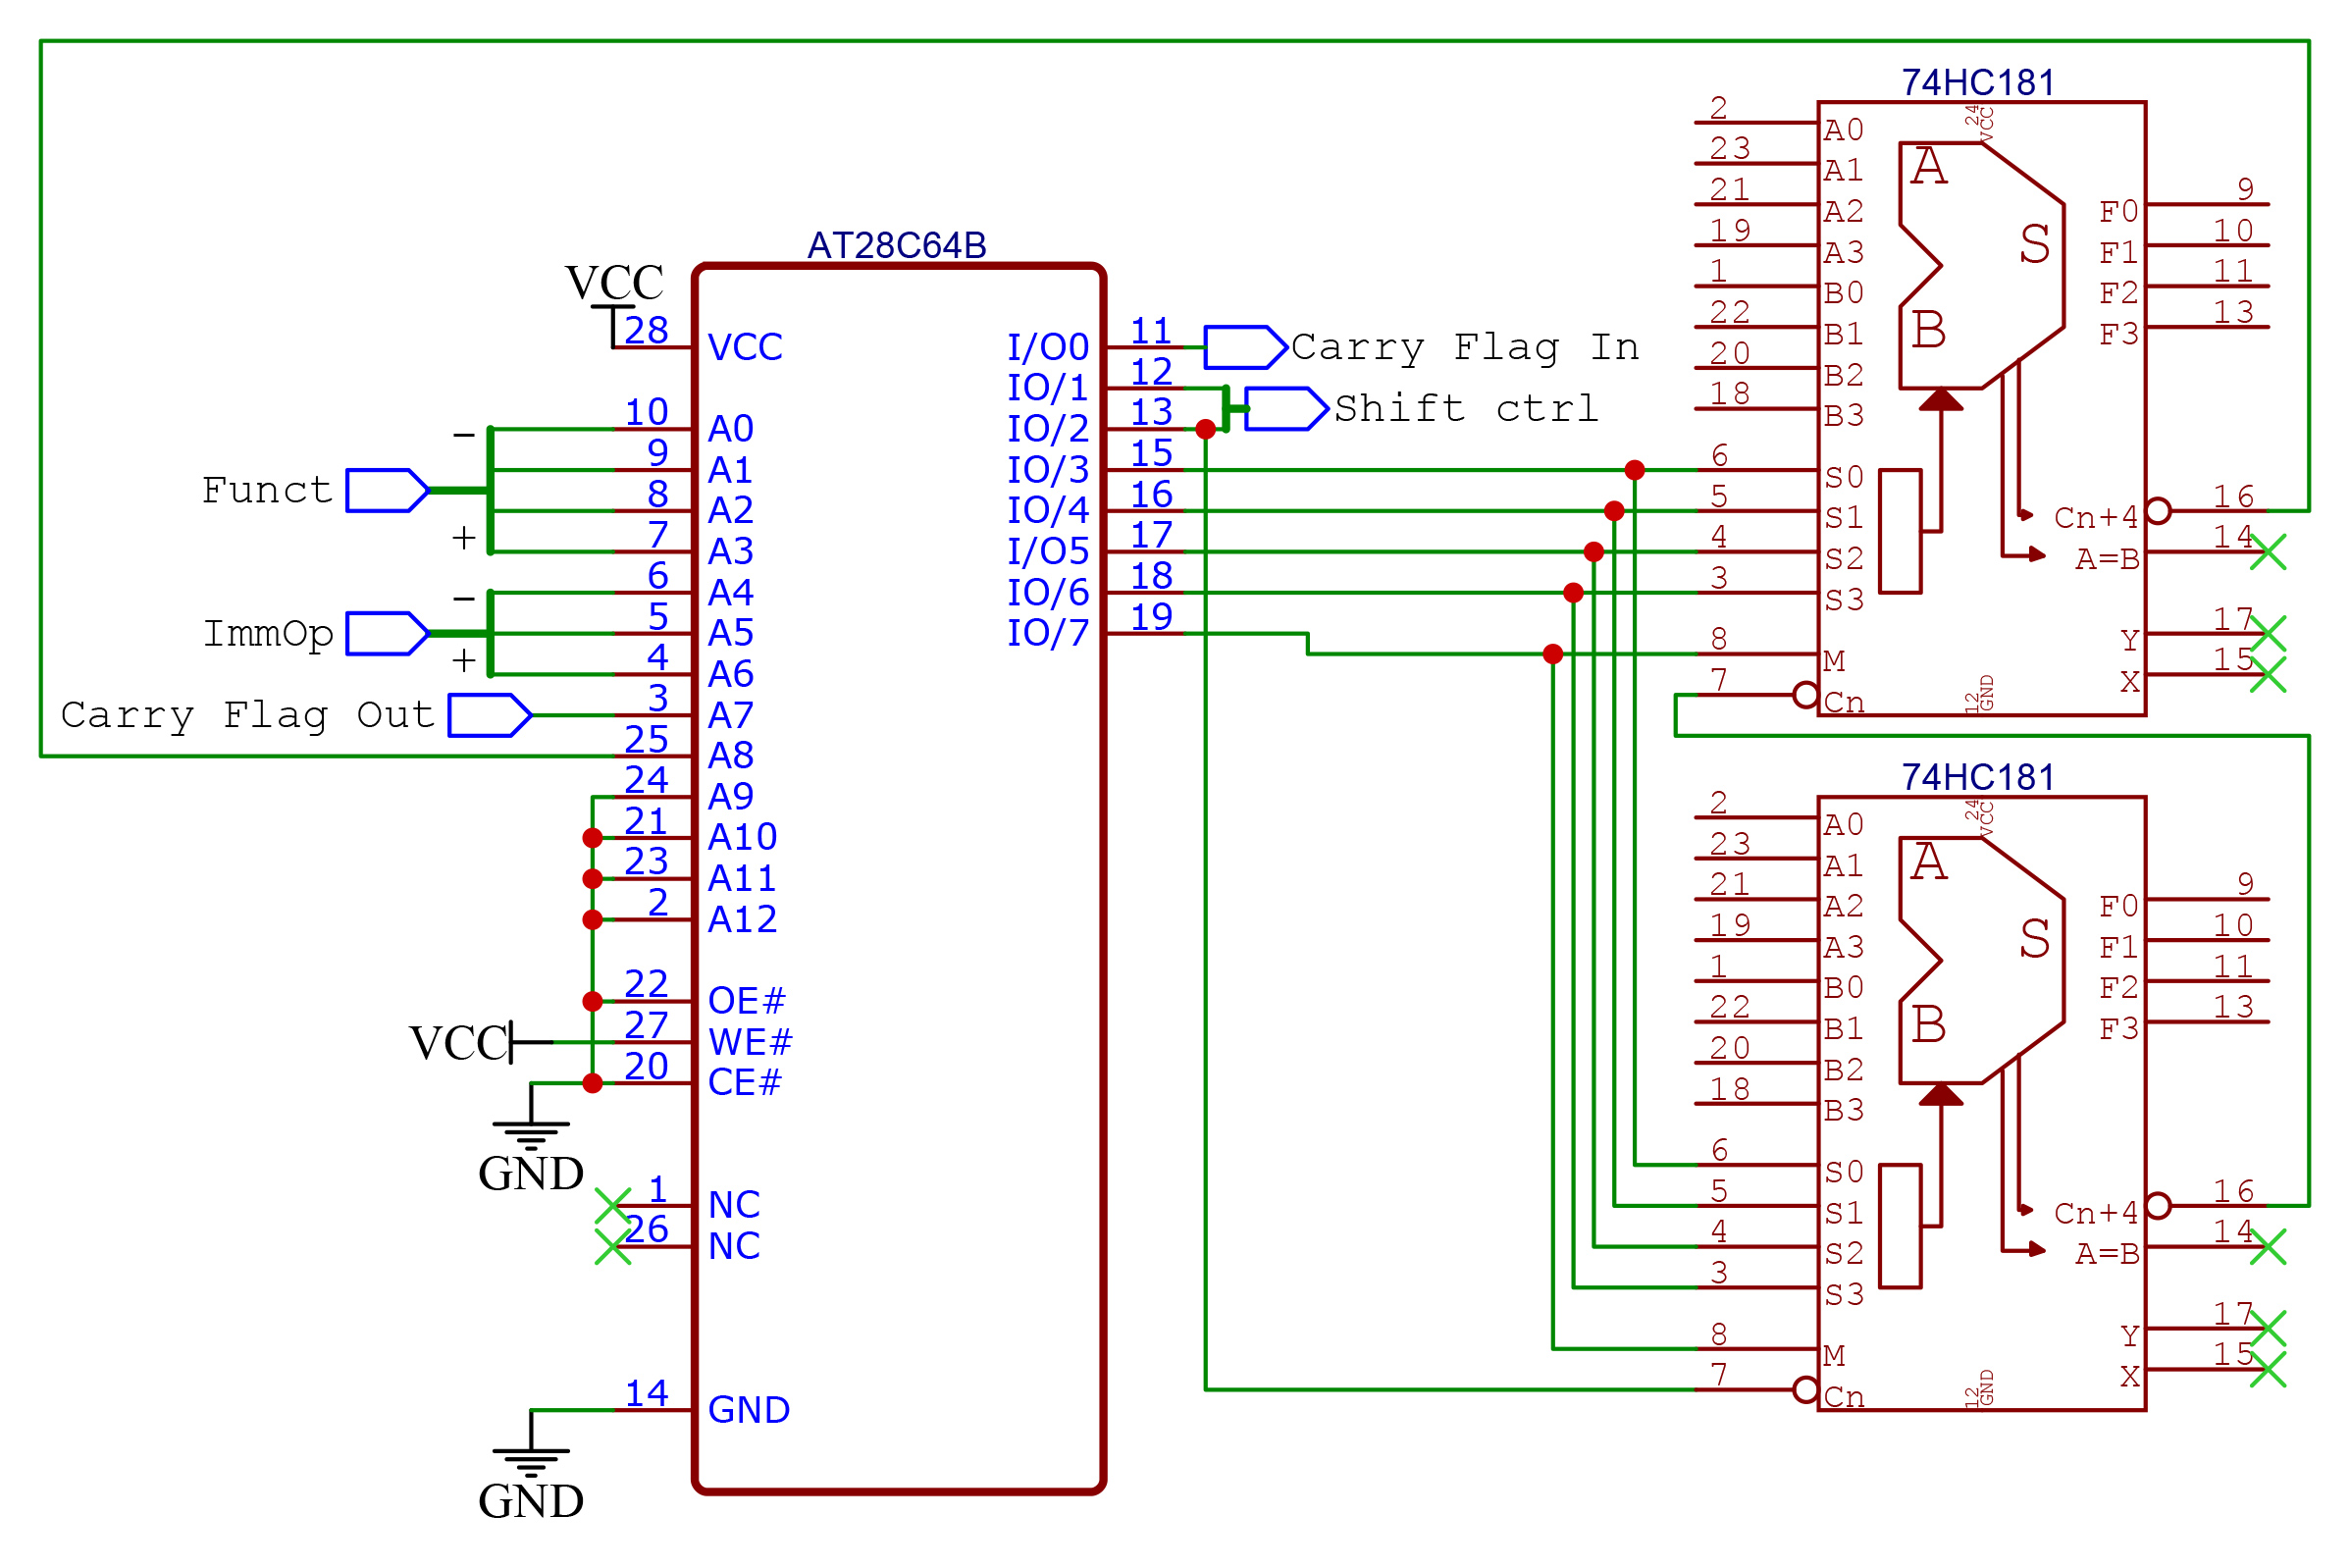 AT28C64B
VCC
28 VCC
Funct
-
+
10 A0
9 A1
8 A2
7 A3
ImmOp
-
+
6 A4
5 A5
4 A6
Carry Flag Out
3 A7
25 A8
24 A9
21 A10
23 A11
2 A12
22 OE#
VCC
27 WE#
20 CE#
GND
1 NC
26 NC
14 GND
GND
I/O0 11 Carry Flag In
IO/1 12
IO/2 13
Shift ctrl
IO/3 15
IO/4 16
I/O5 17
IO/6 18
IO/7 19
74HC181
24 VCC
2 A0
23 A1
21 A2
19 A3
1 B0
22 B1
20 B2
18 B3
6 S0
5 S1
4 S2
3 S3
8 M
7 Cn
12 GND
A
B
S
F0 9
F1 10
F2 11
F3 13
Cn+4 16
A=B 14
Y 17
X 15
74HC181
24 VCC
2 A0
23 A1
21 A2
19 A3
1 B0
22 B1
20 B2
18 B3
6 S0
5 S1
4 S2
3 S3
8 M
7 Cn
12 GND
A
B
S
F0 9
F1 10
F2 11
F3 13
Cn+4 16
A=B 14
Y 17
X 15